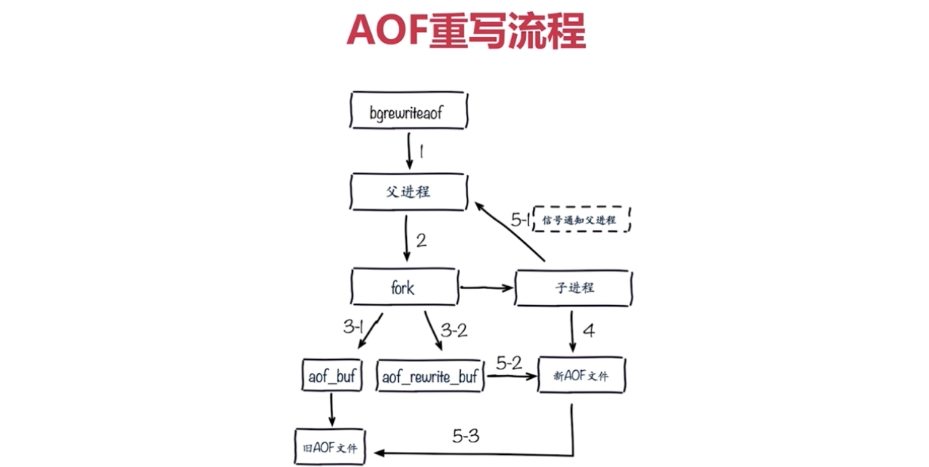 AOF重写流程
bgrewriteaof
1
父进程
5-1
信号通知父进程
2
fork
子进程
3-1
3-2
4
5-2
aof_buf
aof_rewrite_buf
新AOF文件
5-3
旧AOF文件